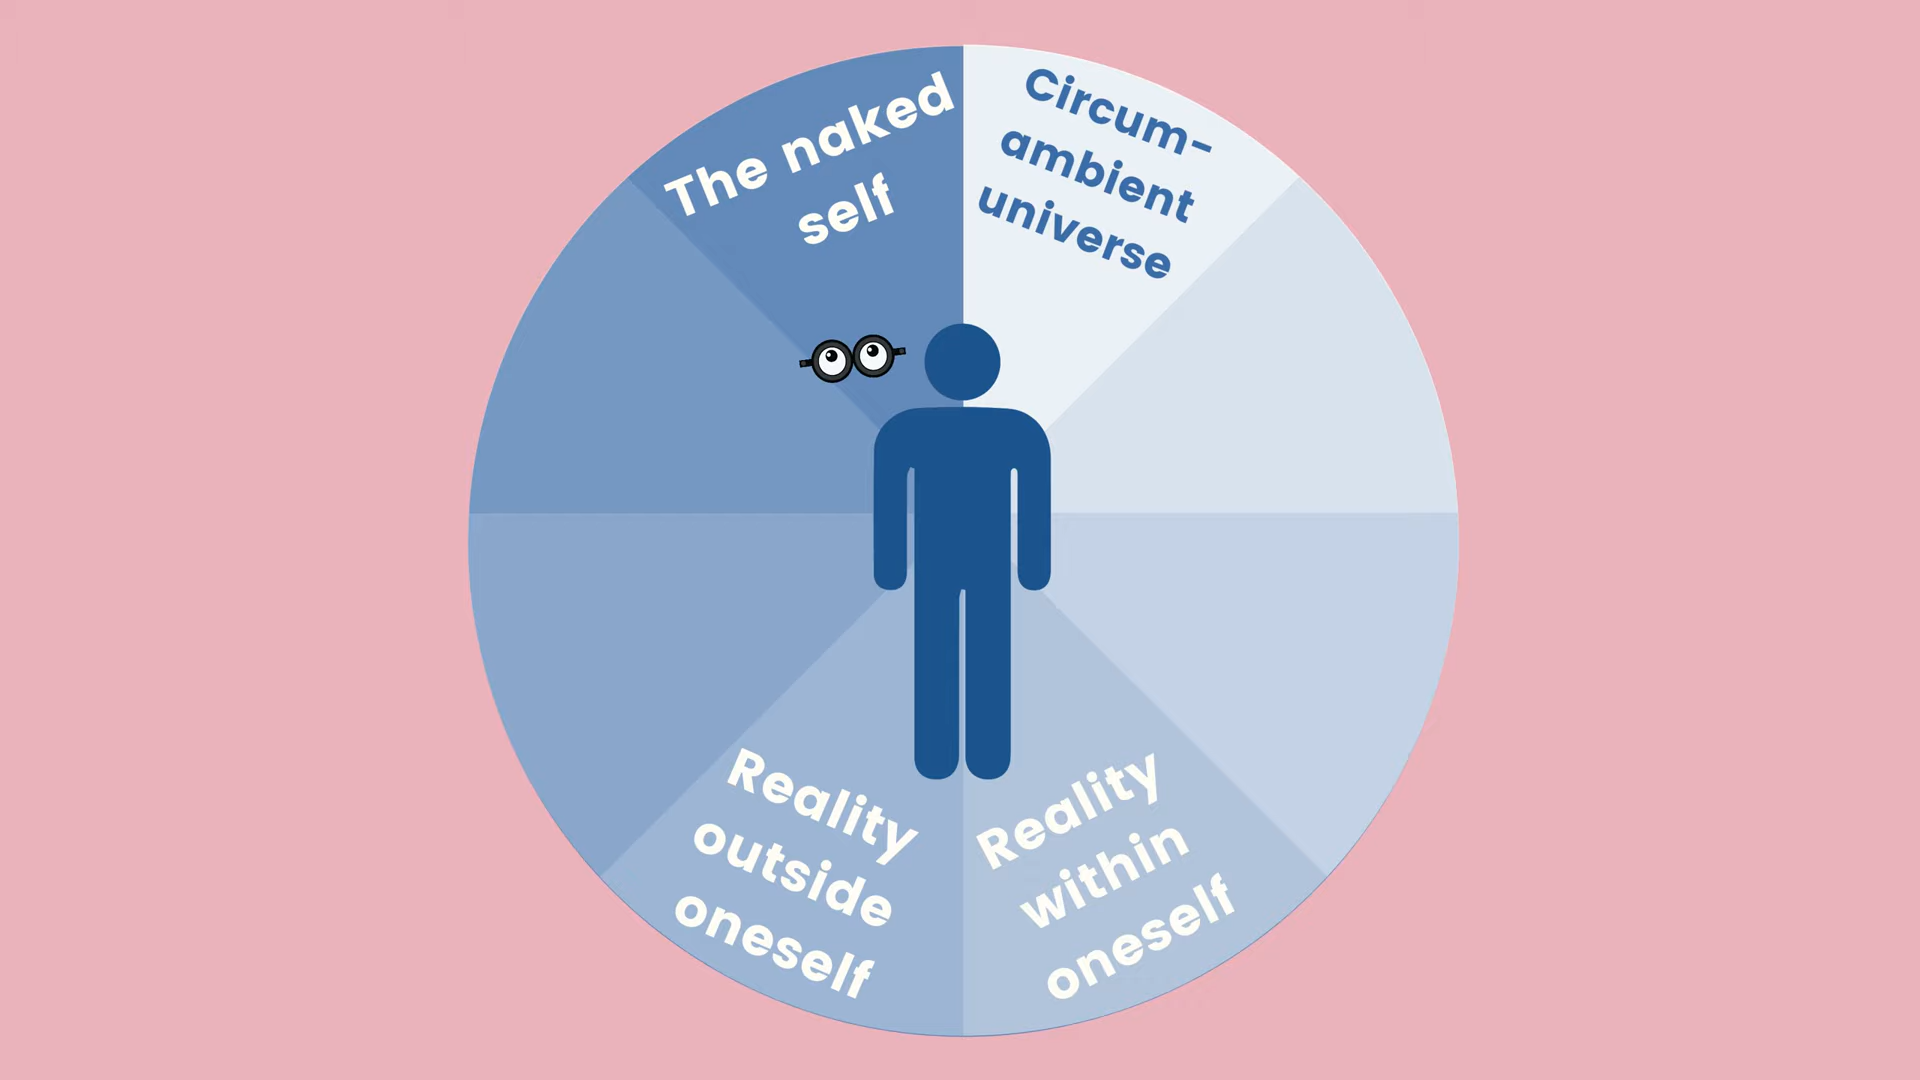 The naked
self
Circum-
ambient
universe
Reality
outside
oneself
Reality
within
oneself